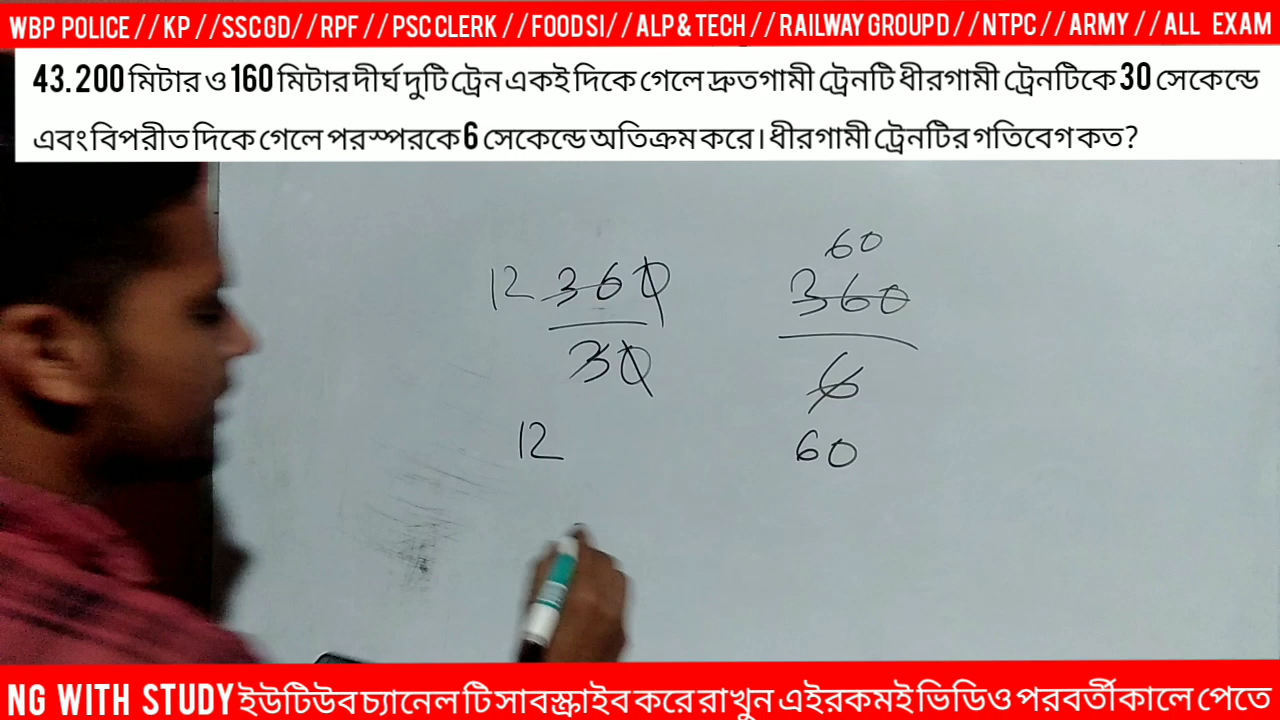 WBP POLICE // KP // SSC GD // RPF // PSC CLERK // FOOD SI // ALP & TECH // RAILWAY GROUP D // NTPC // ARMY // ALL EXAM
43. 200 মিটার ও 160 মিটার দীর্ঘ দুটি ট্রেন একই দিকে গেলে দ্রুতগামী ট্রেনটি ধীরগামী ট্রেনটিকে 30 সেকেন্ডে
এবং বিপরীত দিকে গেলে পরস্পরকে 6 সেকেন্ডে অতিক্রম করে। ধীরগামী ট্রেনটির গতিবেগ কত?
60
12 360 360
30 6
12 60
NG WITH STUDY ইউটিউব চ্যানেল টি সাবস্ক্রাইব করে রাখুন এইরকমই ভিডিও পরবর্তীকালে পেতে